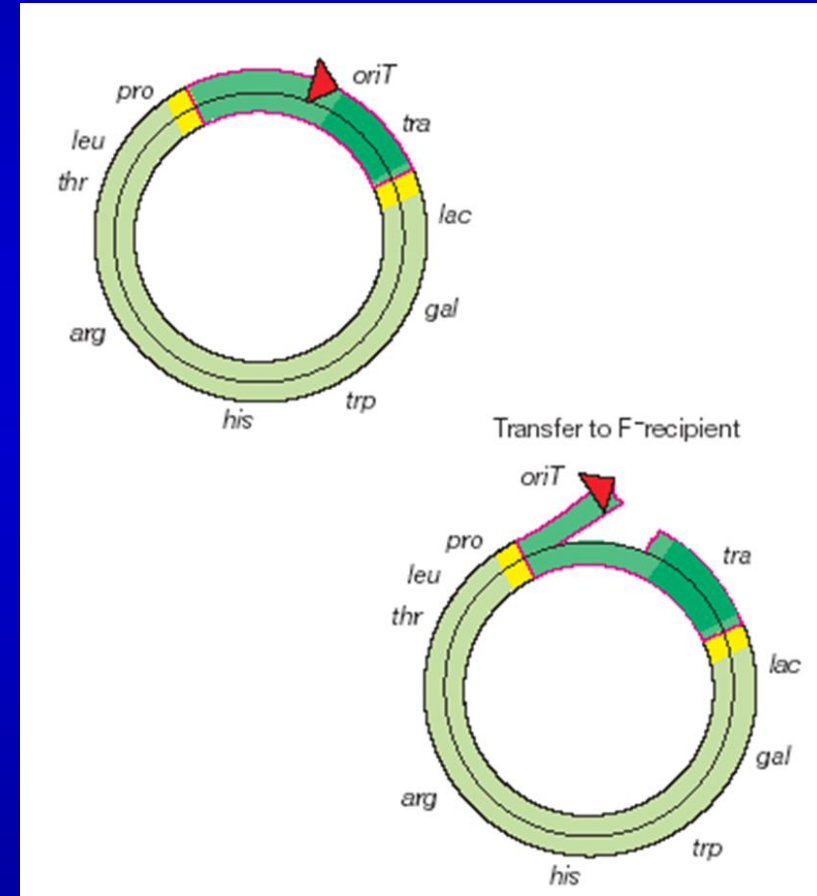 oriT
pro
tra
leu
thr
lac
gal
arg
trp
his
Transfer to F⁻recipient
oriT
pro
tra
leu
thr
lac
gal
arg
trp
his